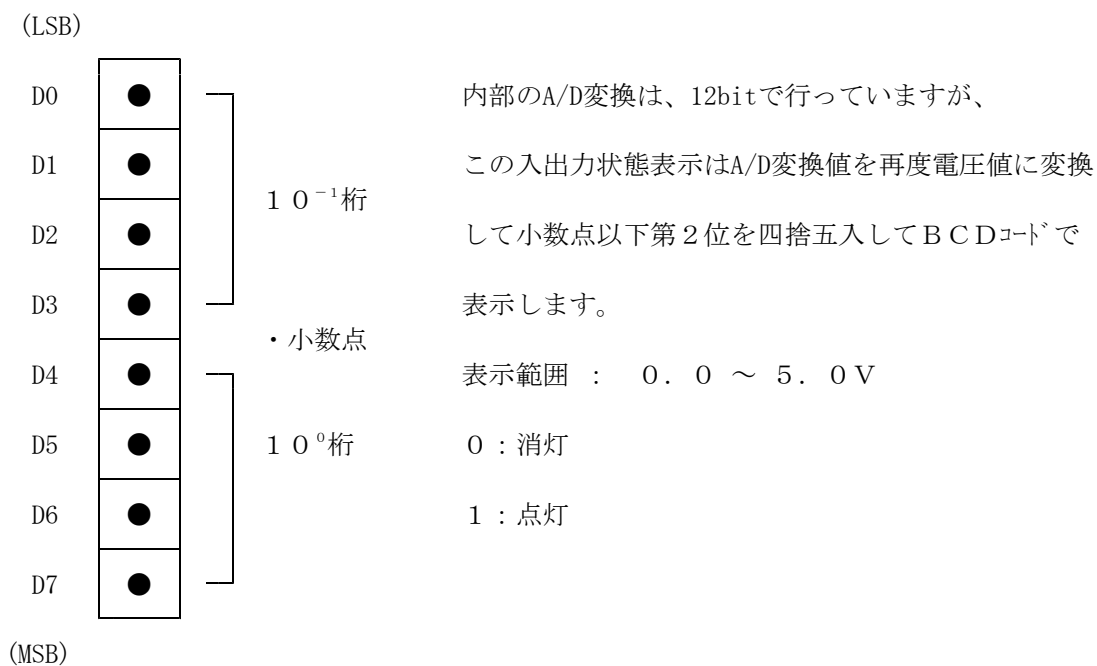 (LSB)
D0 ● 内部のA/D変換は、12bitで行っていますが、
D1 ● この入出力状態表示はA/D変換値を再度電圧値に変換
10⁻¹桁
D2 ● して小数点以下第2位を四捨五入してBCDコードで
D3 ● 表示します。
・小数点
D4 ● 表示範囲 : 0.0 ～ 5.0V
D5 ● 10⁰桁 0:消灯
D6 ● 1:点灯
D7 ●
(MSB)